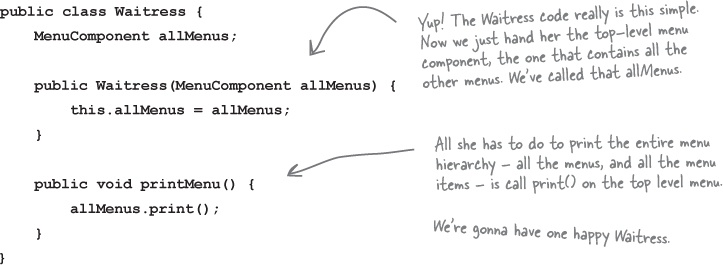 public class Waitress {
MenuComponent allMenus;
public Waitress(MenuComponent allMenus) {
this.allMenus = allMenus;
}
public void printMenu() {
allMenus.print();
}
}
Yup! The Waitress code really is this simple.
Now we just hand her the top-level menu
component, the one that contains all the
other menus. We've called that allMenus.
All she has to do to print the entire menu
hierarchy – all the menus, and all the menu
items – is call print() on the top level menu.
We're gonna have one happy Waitress.